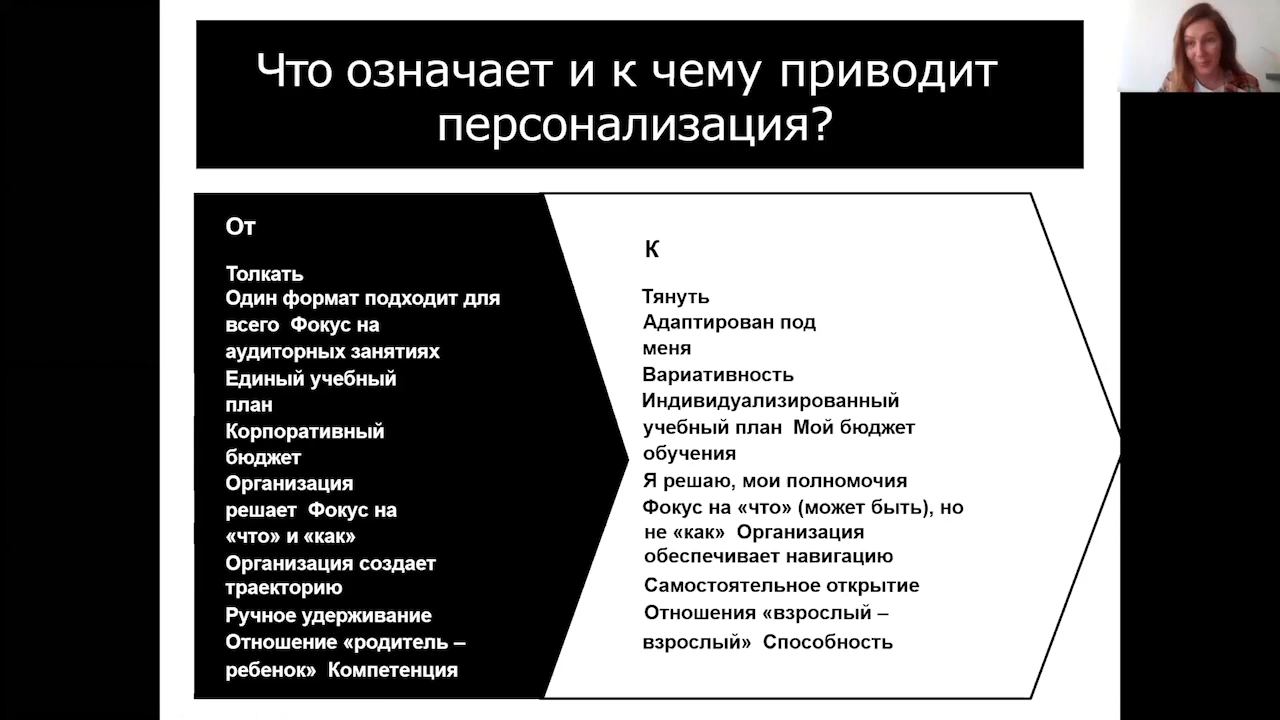 Что означает и к чему приводит
персонализация?
От
Толкать
Один формат подходит для
всего Фокус на
аудиторных занятиях
Единый учебный
план
Корпоративный
бюджет
Организация
решает Фокус на
«что» и «как»
Организация создает
траекторию
Ручное удерживание
Отношение «родитель –
ребенок» Компетенция
К
Тянуть
Адаптирован под
меня
Вариативность
Индивидуализированный
учебный план Мой бюджет
обучения
Я решаю, мои полномочия
Фокус на «что» (может быть), но
не «как» Организация
обеспечивает навигацию
Самостоятельное открытие
Отношения «взрослый –
взрослый» Способность